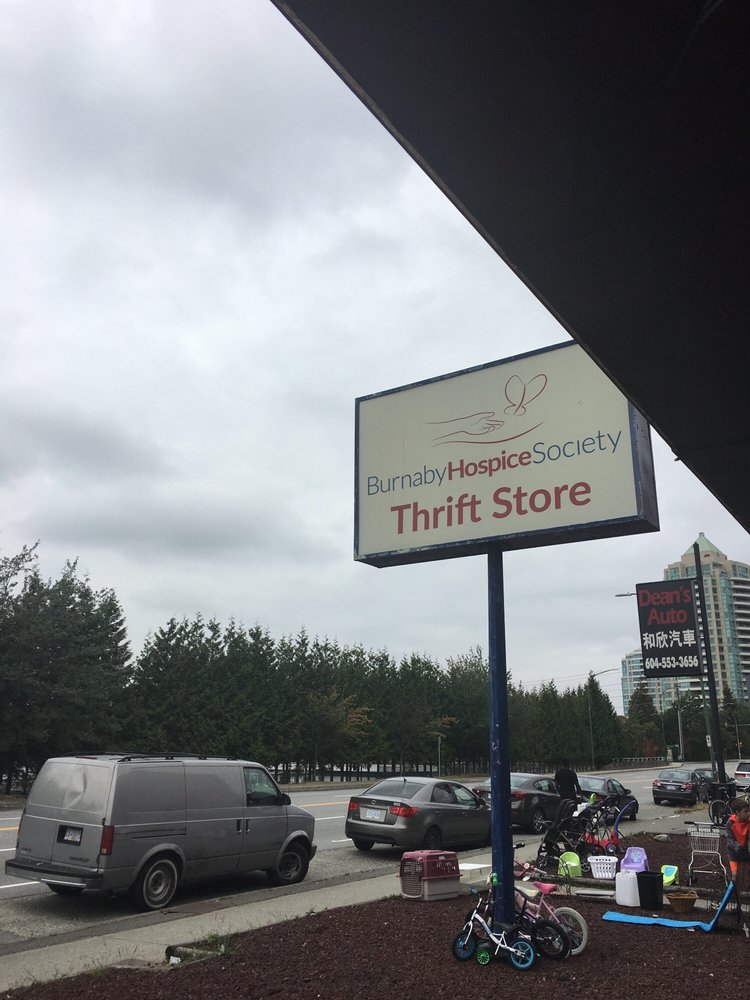 BurnabyHospiceSociety
Thrift Store
Dean's
Auto
和欣汽車
604-553-3656